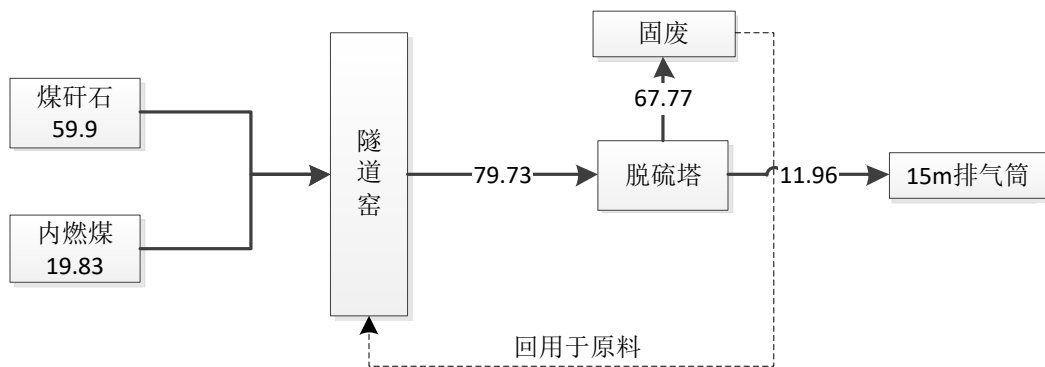 煤矸石
59.9
内燃煤
19.83
隧道窑
79.73
固废
67.77
脱硫塔
11.96
15m排气筒
回用于原料